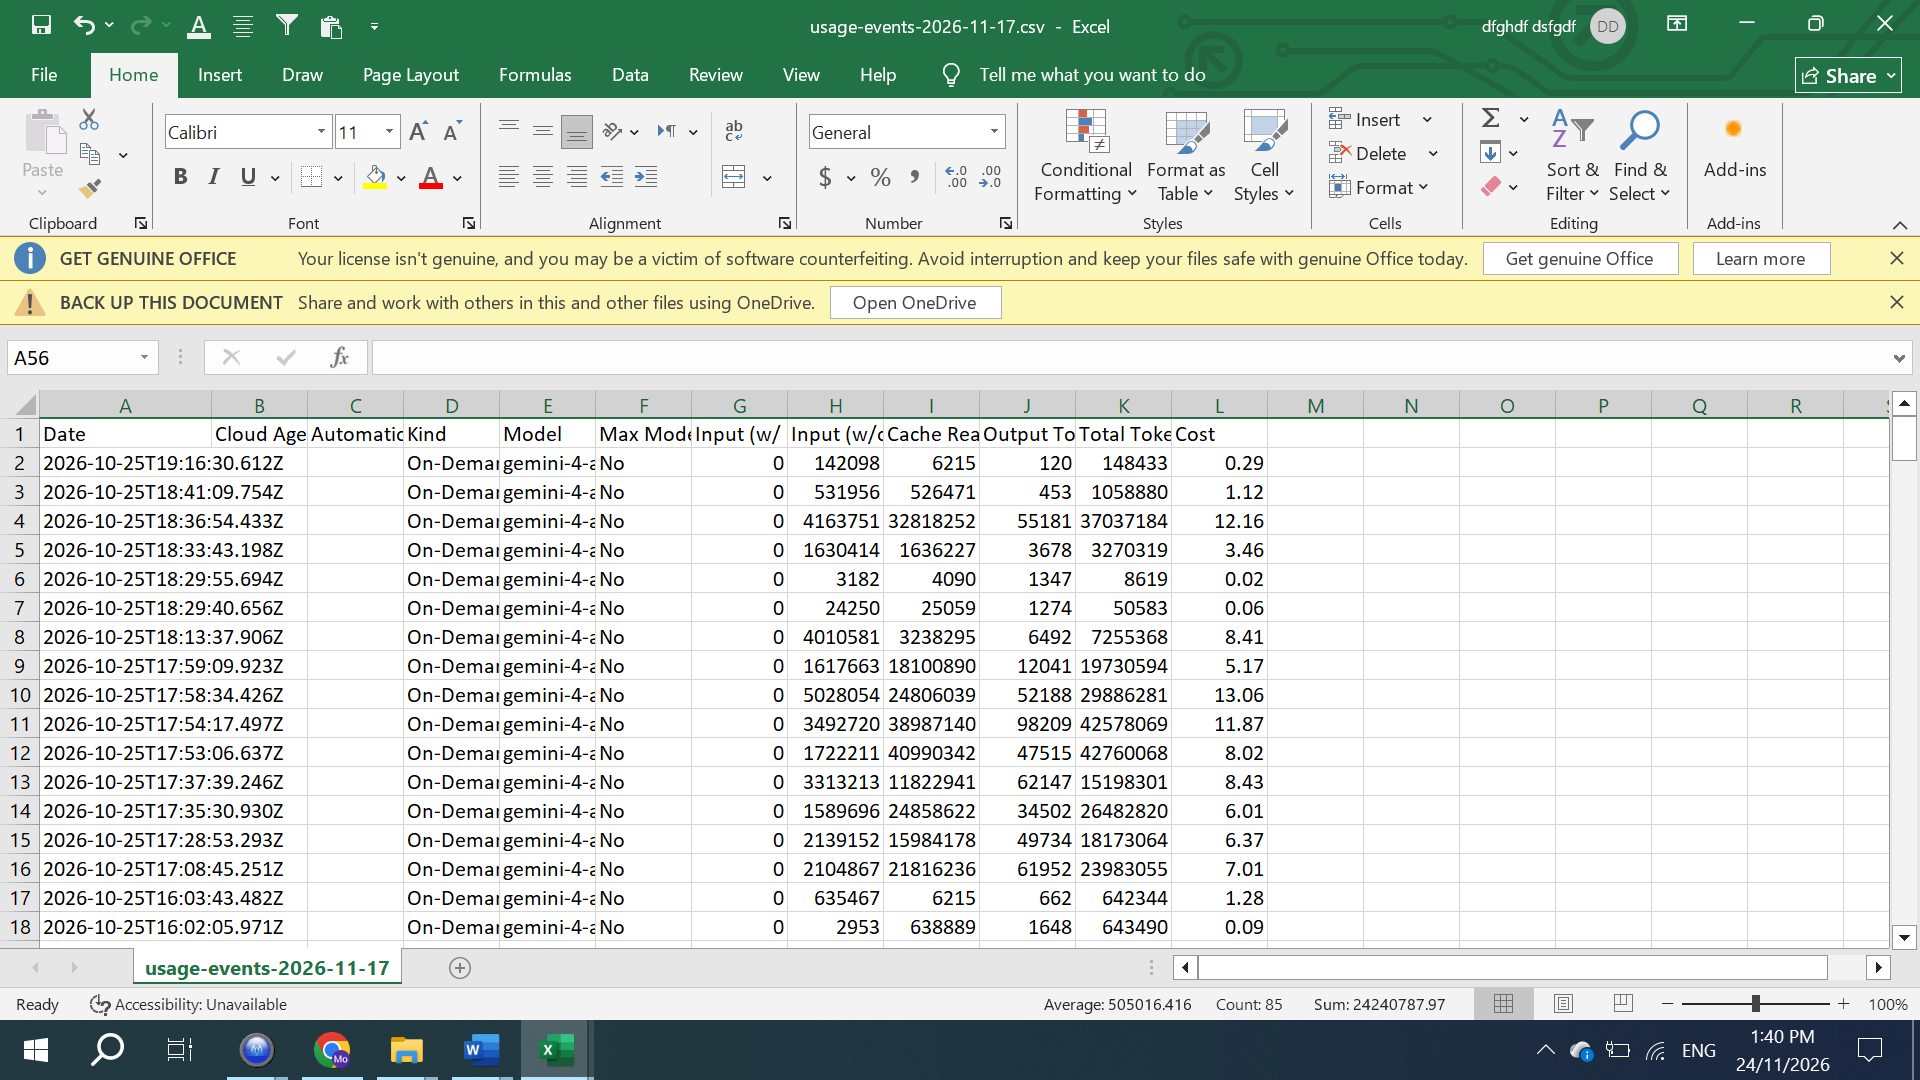 usage-events-2026-11-17.csv - Excel
dfghdf dsfgdf DD
File Home Insert Draw Page Layout Formulas Data Review View Help Tell me what you want to do Share
Paste
Clipboard
Calibri 11
B I U
Font
ab
Alignment
General
$ %
Number
Conditional Formatting
Format as Table
Cell Styles
Styles
Insert
Delete
Format
Cells
Sort & Filter
Find & Select
Editing
Add-ins
Add-ins
GET GENUINE OFFICE Your license isn't genuine, and you may be a victim of software counterfeiting. Avoid interruption and keep your files safe with genuine Office today. Get genuine Office Learn more
BACK UP THIS DOCUMENT Share and work with others in this and other files using OneDrive. Open OneDrive
A56 fx
A B C D E F G H I J K L M N O P Q R
1 Date Cloud Age Automatic Kind Model Max Mode Input (w/ Input (w/o Cache Rea Output To Total Toke Cost
2 2026-10-25T19:16:30.612Z On-Demar gemini-4-a No 0 142098 6215 120 148433 0.29
3 2026-10-25T18:41:09.754Z On-Demar gemini-4-a No 0 531956 526471 453 1058880 1.12
4 2026-10-25T18:36:54.433Z On-Demar gemini-4-a No 0 4163751 32818252 55181 37037184 12.16
5 2026-10-25T18:33:43.198Z On-Demar gemini-4-a No 0 1630414 1636227 3678 3270319 3.46
6 2026-10-25T18:29:55.694Z On-Demar gemini-4-a No 0 3182 4090 1347 8619 0.02
7 2026-10-25T18:29:40.656Z On-Demar gemini-4-a No 0 24250 25059 1274 50583 0.06
8 2026-10-25T18:13:37.906Z On-Demar gemini-4-a No 0 4010581 3238295 6492 7255368 8.41
9 2026-10-25T17:59:09.923Z On-Demar gemini-4-a No 0 1617663 18100890 12041 19730594 5.17
10 2026-10-25T17:58:34.426Z On-Demar gemini-4-a No 0 5028054 24806039 52188 29886281 13.06
11 2026-10-25T17:54:17.497Z On-Demar gemini-4-a No 0 3492720 38987140 98209 42578069 11.87
12 2026-10-25T17:53:06.637Z On-Demar gemini-4-a No 0 1722211 40990342 47515 42760068 8.02
13 2026-10-25T17:37:39.246Z On-Demar gemini-4-a No 0 3313213 11822941 62147 15198301 8.43
14 2026-10-25T17:35:30.930Z On-Demar gemini-4-a No 0 1589696 24858622 34502 26482820 6.01
15 2026-10-25T17:28:53.293Z On-Demar gemini-4-a No 0 2139152 15984178 49734 18173064 6.37
16 2026-10-25T17:08:45.251Z On-Demar gemini-4-a No 0 2104867 21816236 61952 23983055 7.01
17 2026-10-25T16:03:43.482Z On-Demar gemini-4-a No 0 635467 6215 662 642344 1.28
18 2026-10-25T16:02:05.971Z On-Demar gemini-4-a No 0 2953 638889 1648 643490 0.09
usage-events-2026-11-17
Ready Accessibility: Unavailable Average: 505016.416 Count: 85 Sum: 24240787.97 100%
ENG 1:40 PM
24/11/2026